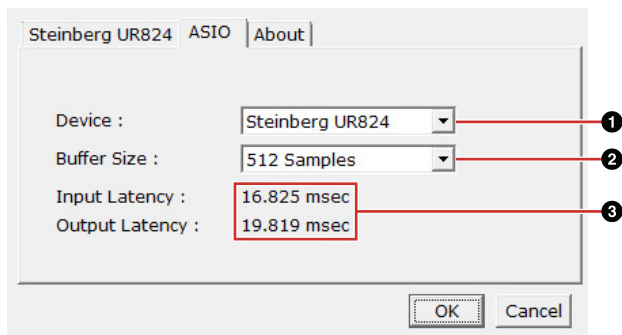 Steinberg UR824 ASIO About
Device : Steinberg UR824 1
Buffer Size : 512 Samples 2
Input Latency : 16.825 msec
Output Latency : 19.819 msec
3
OK Cancel